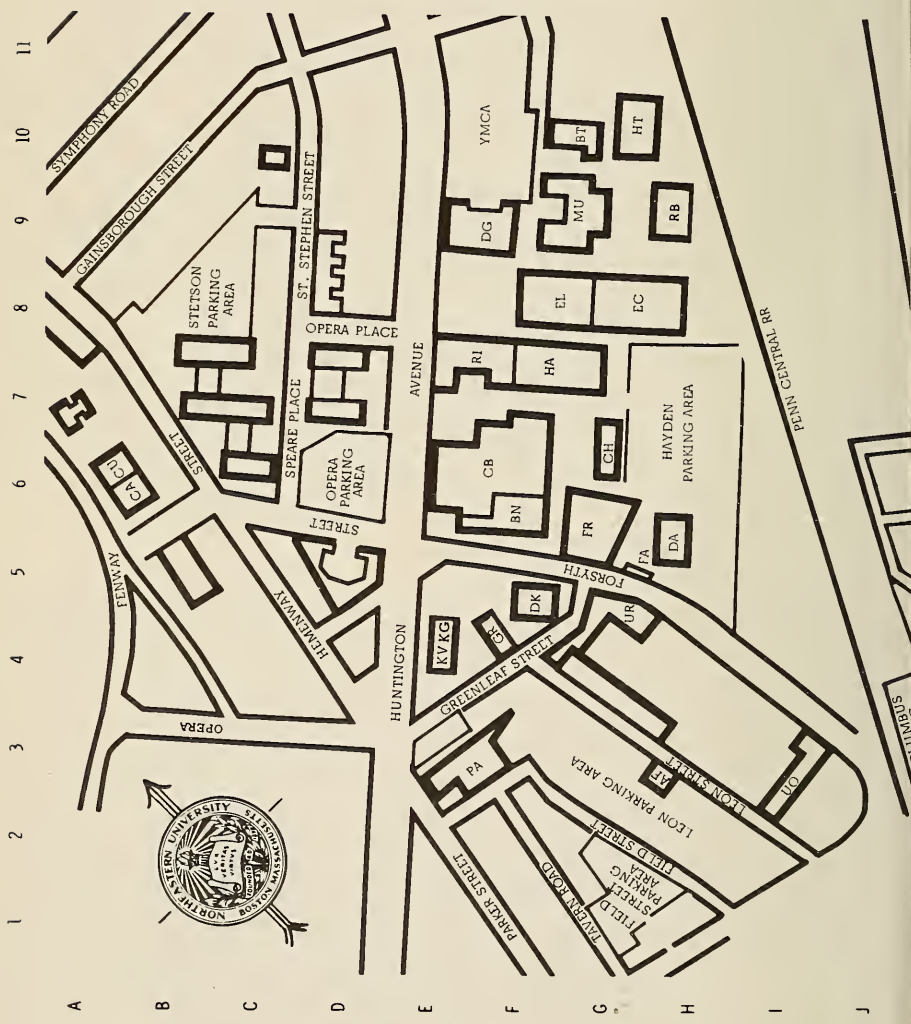 11
10
9
8
7
6
5
4
3
2
1
A
B
C
D
E
F
G
H
I
J
SYMPHONY ROAD
GAINSBOROUGH STREET
ST. STEPHEN STREET
STETSON
PARKING
AREA
OPERA PLACE
SPEARE PLACE
OPERA
PARKING
AREA
STREET
STREET
CA CU
FENWAY
HEMENWAY
OPERA
HUNTINGTON
AVENUE
YMCA
BT
HT
DG
MU
RB
EL
EC
RI
HA
CB
CH
BN
FR
HAYDEN
PARKING AREA
FA
DA
FORSYTH
PENN CENTRAL RR
KV KG
GR
DK
UR
GREENLEAF STREET
PA
LEON PARKING AREA
AF
LEON STREET
UO
FIELD STREET
FIELD
STREET
PARKING
AREA
TAVERN ROAD
PARKER STREET
NORTHEASTERN UNIVERSITY
BOSTON MASSACHUSETTS
LUX
VERITAS
VIRTUS